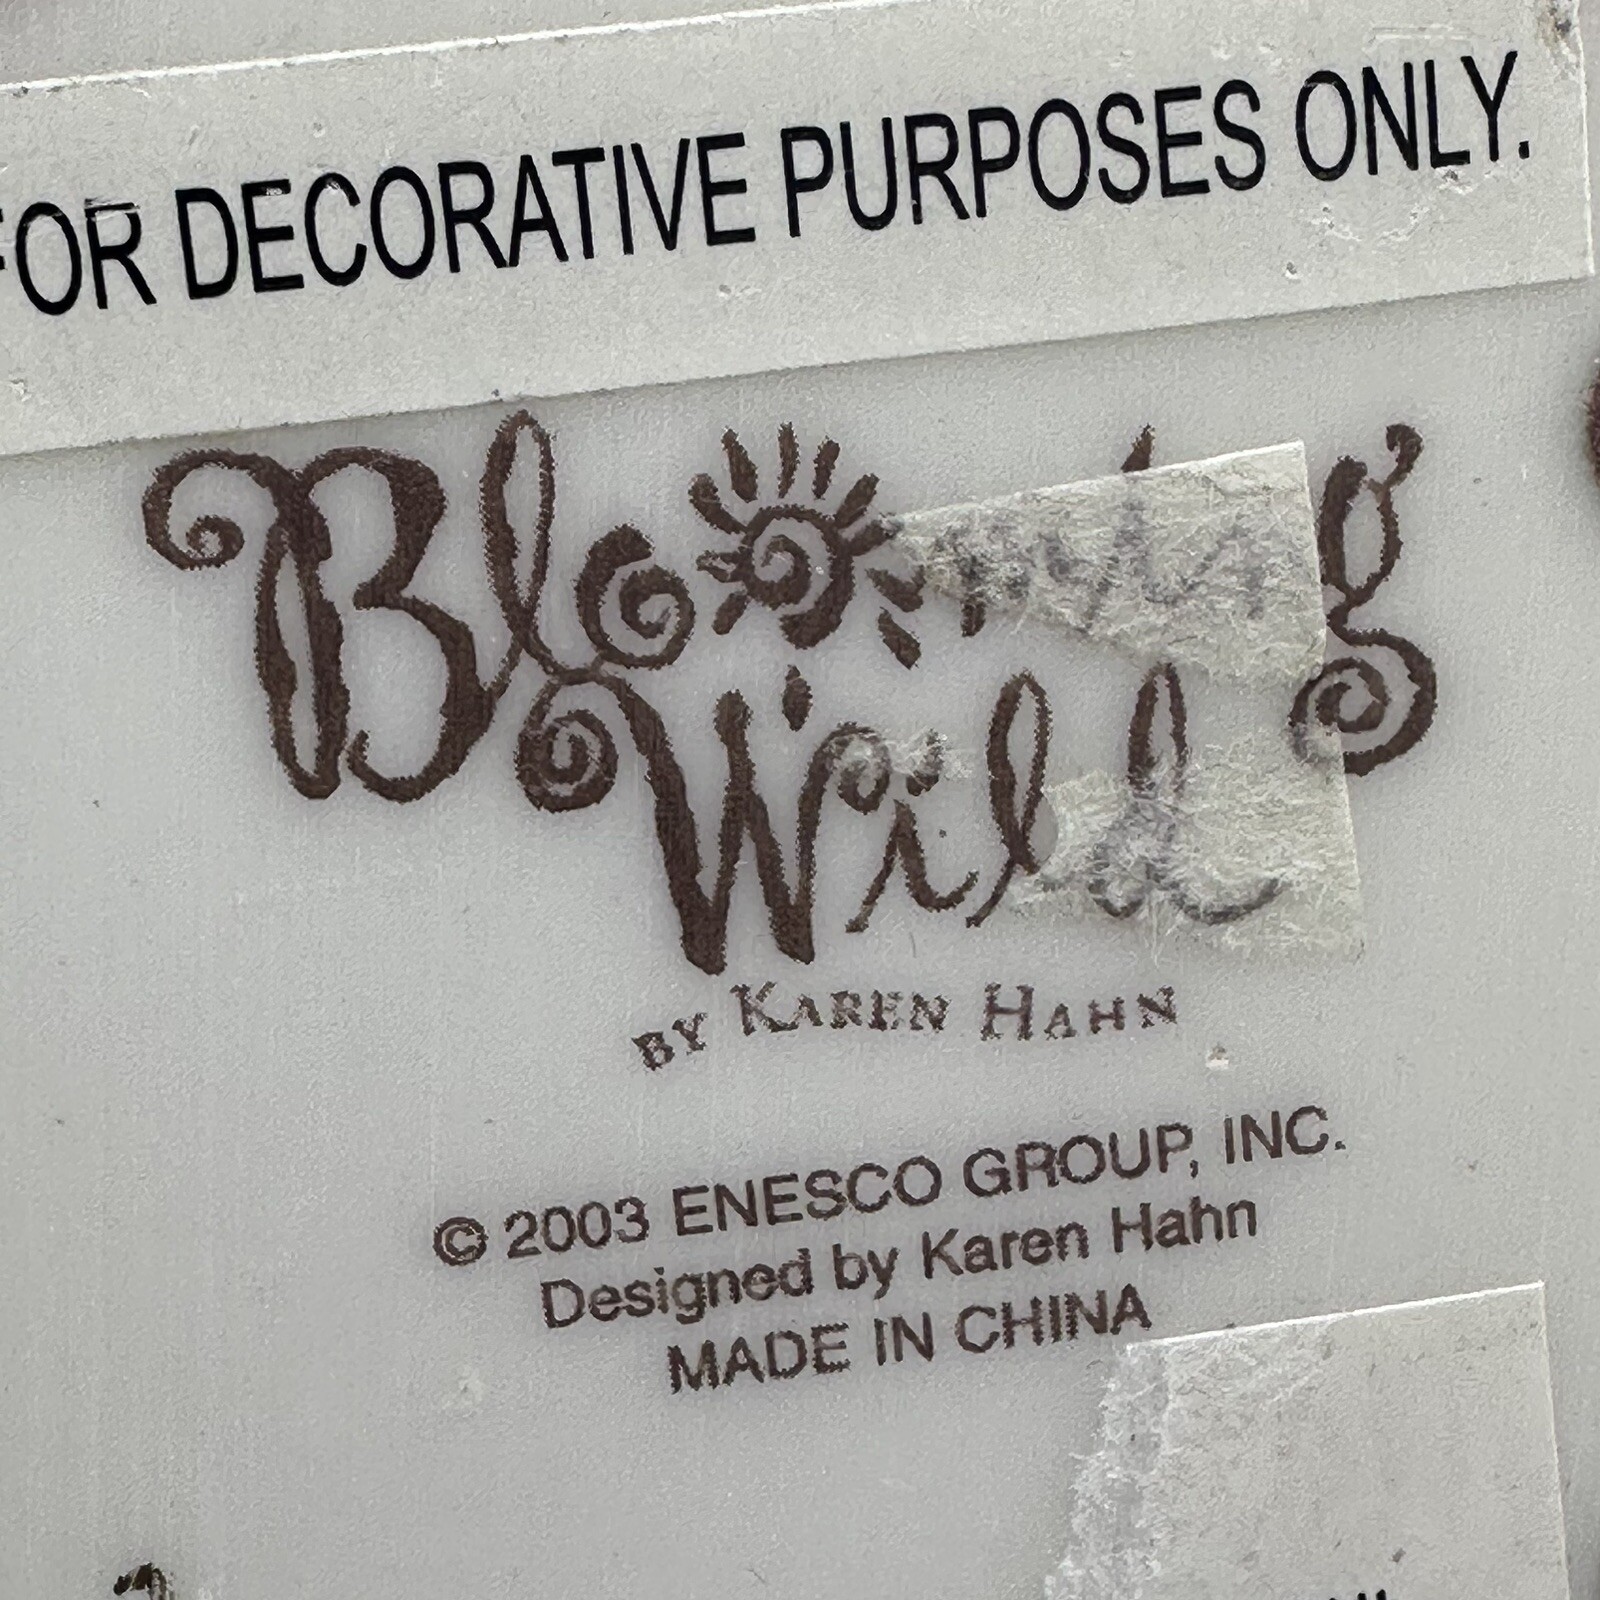 FOR DECORATIVE PURPOSES ONLY.
Blooming
Wild
BY KAREN HAHN
© 2003 ENESCO GROUP, INC.
Designed by Karen Hahn
MADE IN CHINA